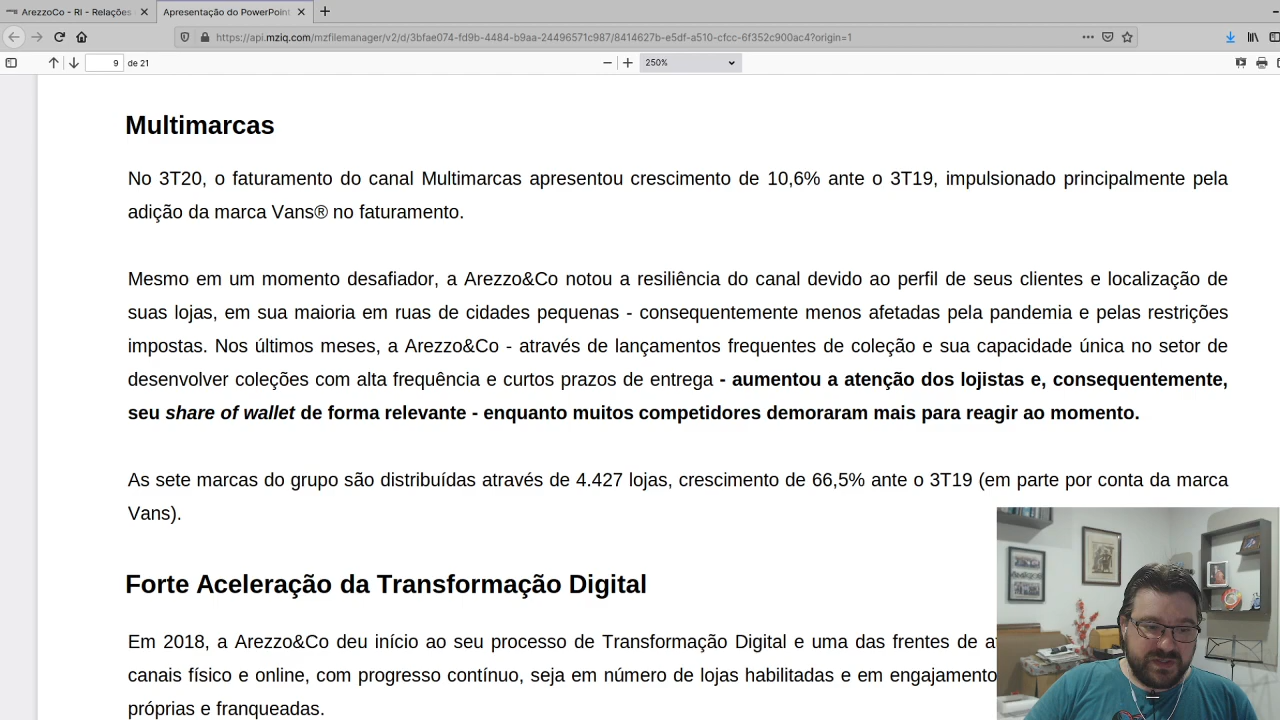 ArezzoCo - RI - Relações
Apresentação do PowerPoint
https://api.mziq.com/mzfilemanager/v2/d/3bfae074-fd9b-4484-b9aa-24496571c987/8414627b-e5df-a510-cfcc-6f352c900ac4?origin=1
9 de 21
250%
Multimarcas
No 3T20, o faturamento do canal Multimarcas apresentou crescimento de 10,6% ante o 3T19, impulsionado principalmente pela
adição da marca Vans® no faturamento.
Mesmo em um momento desafiador, a Arezzo&Co notou a resiliência do canal devido ao perfil de seus clientes e localização de
suas lojas, em sua maioria em ruas de cidades pequenas - consequentemente menos afetadas pela pandemia e pelas restrições
impostas. Nos últimos meses, a Arezzo&Co - através de lançamentos frequentes de coleção e sua capacidade única no setor de
desenvolver coleções com alta frequência e curtos prazos de entrega - aumentou a atenção dos lojistas e, consequentemente,
seu share of wallet de forma relevante - enquanto muitos competidores demoraram mais para reagir ao momento.
As sete marcas do grupo são distribuídas através de 4.427 lojas, crescimento de 66,5% ante o 3T19 (em parte por conta da marca
Vans).
Forte Aceleração da Transformação Digital
Em 2018, a Arezzo&Co deu início ao seu processo de Transformação Digital e uma das frentes de
canais físico e online, com progresso contínuo, seja em número de lojas habilitadas e em engajamento
próprias e franqueadas.